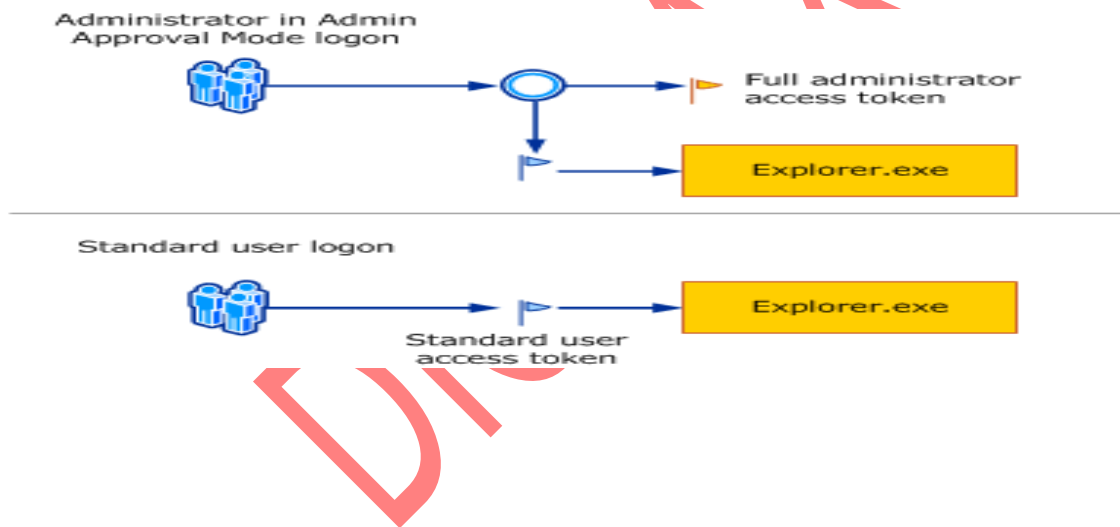 Administrator in Admin
Approval Mode logon
Full administrator
access token
Explorer.exe
Standard user logon
Explorer.exe
Standard user
access token